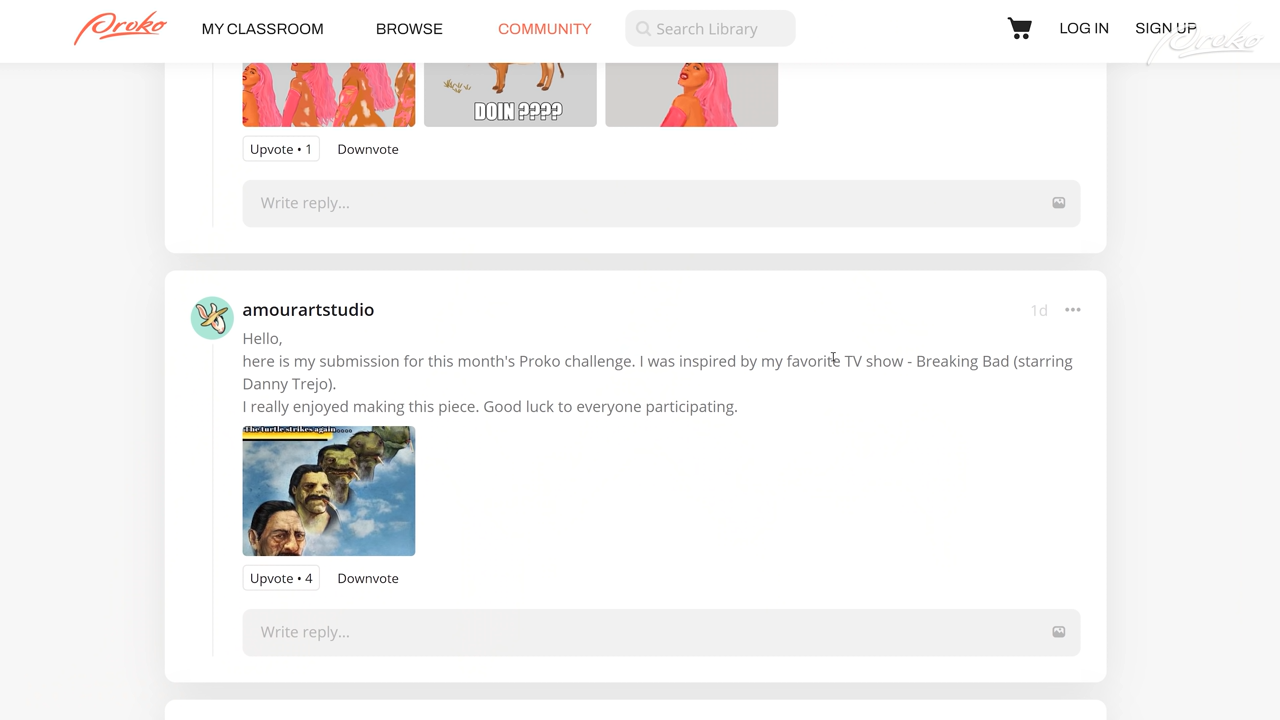 Proko
MY CLASSROOM
BROWSE
COMMUNITY
Search Library
LOG IN
SIGN UP
Proko
DOIN ????
Upvote • 1
Downvote
Write reply...
amourartstudio
1d
Hello,
here is my submission for this month's Proko challenge. I was inspired by my favorite TV show - Breaking Bad (starring
Danny Trejo).
I really enjoyed making this piece. Good luck to everyone participating.
The turtle strikes again....
Upvote • 4
Downvote
Write reply...